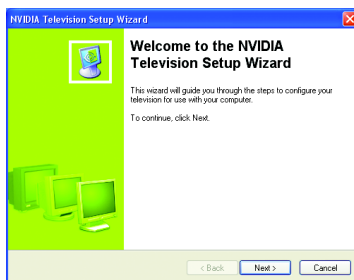 NVIDIA Television Setup Wizard
Welcome to the NVIDIA
Television Setup Wizard
This wizard will guide you through the steps to configure your
television for use with your computer.
To continue, click Next.
< Back
Next >
Cancel